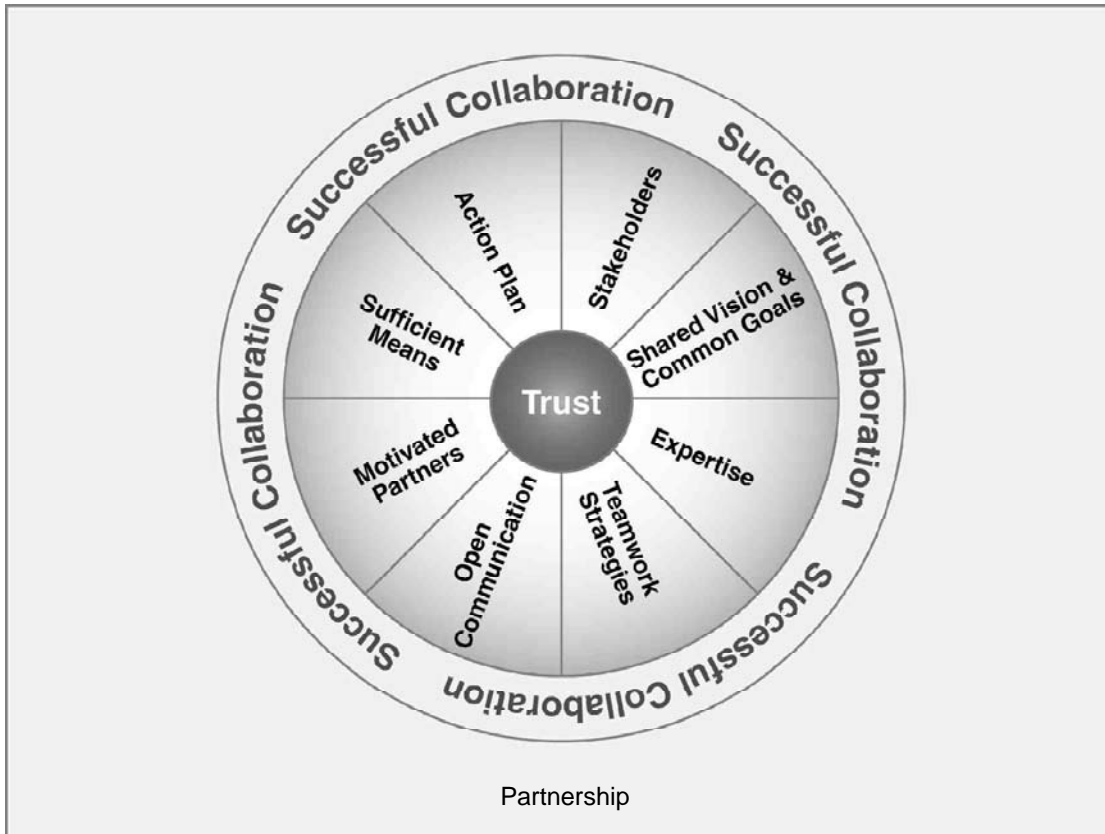 Successful Collaboration
Successful Collaboration
Successful Collaboration
Successful Collaboration
Stakeholders
Shared Vision &
Common Goals
Expertise
Teamwork
Strategies
Open
Communication
Motivated
Partners
Sufficient
Means
Action Plan
Trust
Partnership